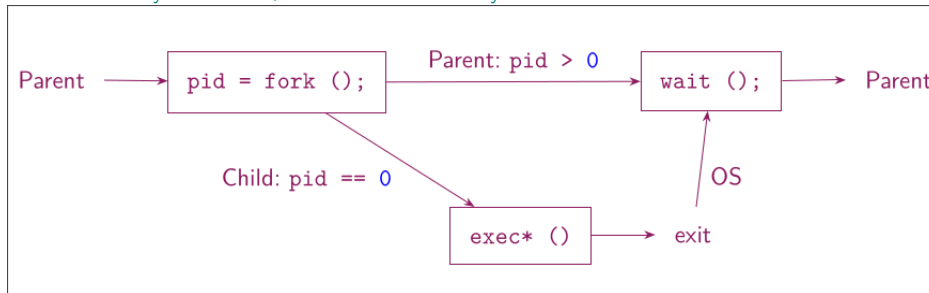 Parent
pid = fork ();
Parent: pid > 0
wait ();
Parent
Child: pid == 0
OS
exec* ()
exit